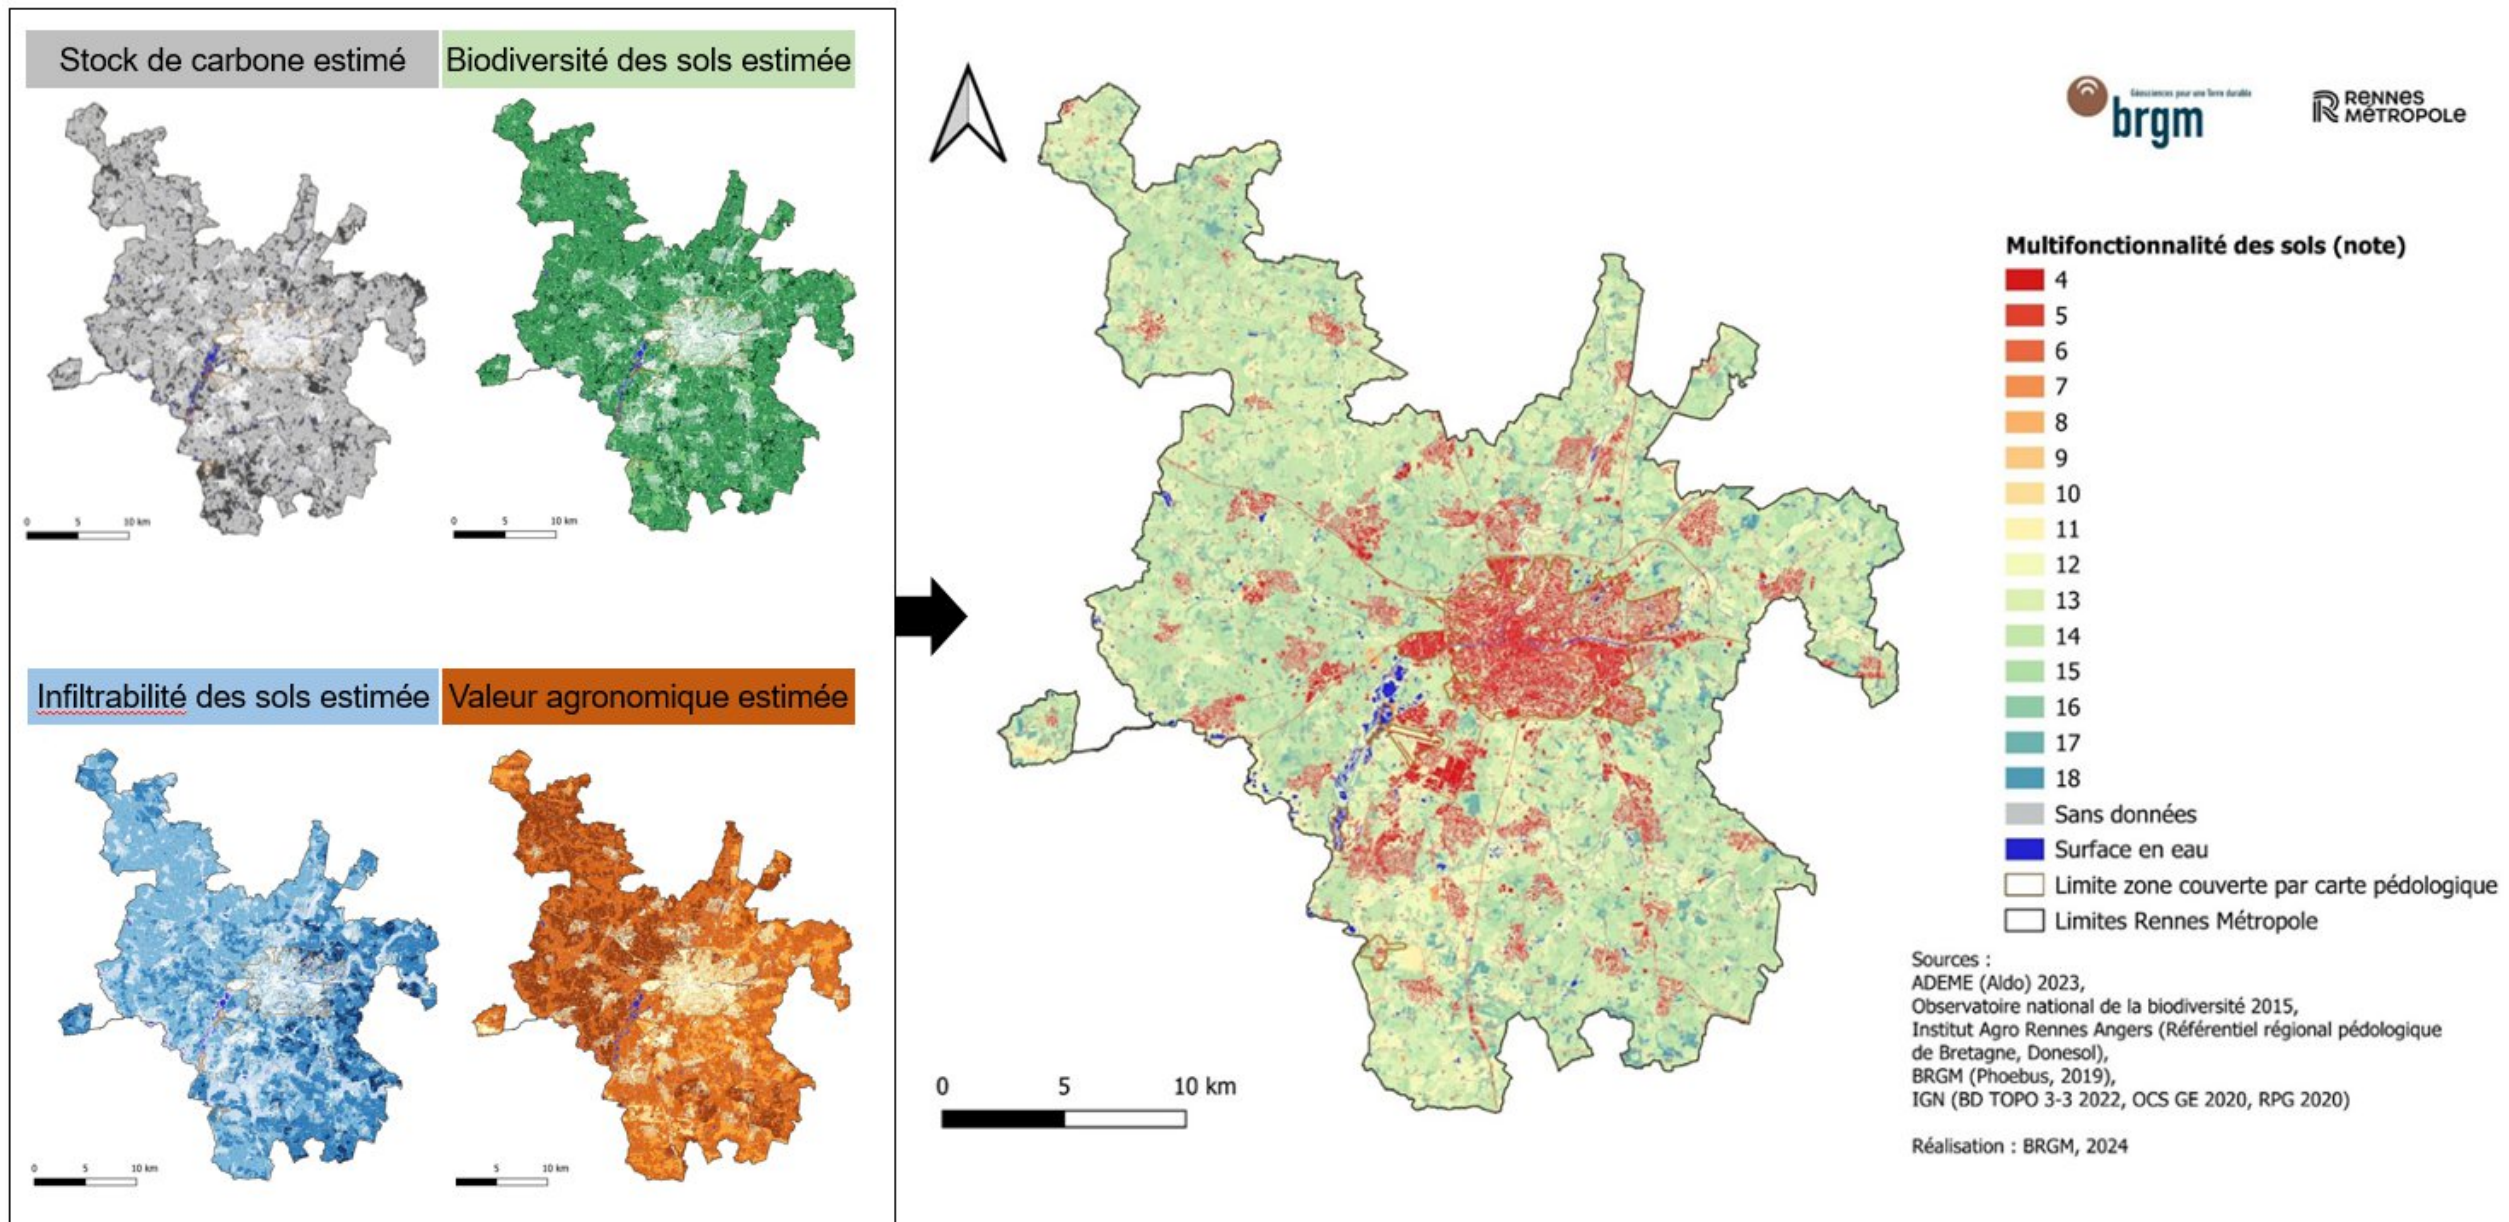 Stock de carbone estimé
Biodiversité des sols estimée
0 5 10 km
0 5 10 km
Infiltrabilité des sols estimée
Valeur agronomique estimée
0 5 10 km
5 10 km
Géosciences pour une Terre durable
brgm
RENNES
MÉTROPOLE
Multifonctionnalité des sols (note)
4
5
6
7
8
9
10
11
12
13
14
15
16
17
18
Sans données
Surface en eau
Limite zone couverte par carte pédologique
Limites Rennes Métropole
0 5 10 km
Sources :
ADEME (Aldo) 2023,
Observatoire national de la biodiversité 2015,
Institut Agro Rennes Angers (Référentiel régional pédologique
de Bretagne, Donesol),
BRGM (Phoebus, 2019),
IGN (BD TOPO 3-3 2022, OCS GE 2020, RPG 2020)
Réalisation : BRGM, 2024